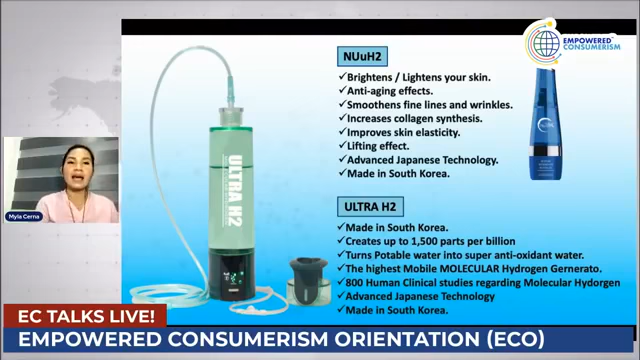 EMPOWERED
CONSUMERISM
NUuH2
✓Brightens / Lightens your skin.
✓Anti-aging effects.
✓Smoothens fine lines and wrinkles.
✓Increases collagen synthesis.
✓Improves skin elasticity.
✓Lifting effect.
✓Advanced Japanese Technology.
✓Made in South Korea.
ULTRA H2
ULTRA H2
✓Made in South Korea.
✓Creates up to 1,500 parts per billion
✓Turns Potable water into super anti-oxidant water.
✓The highest Mobile MOLECULAR Hydrogen Gernerato.
✓800 Human Clinical studies regarding Molecular Hydorgen
✓Advanced Japanese Technology
✓Made in South Korea.
Myla Cerna
EC TALKS LIVE!
EMPOWERED CONSUMERISM ORIENTATION (ECO)